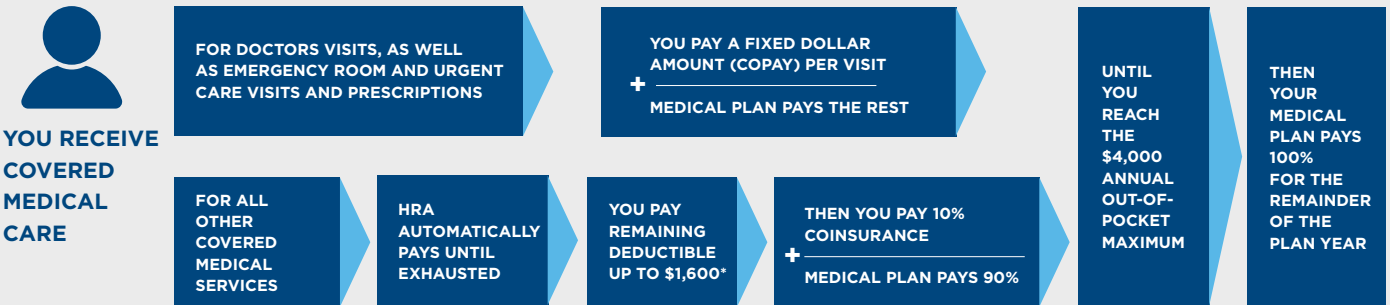 YOU RECEIVE
COVERED
MEDICAL
CARE
FOR DOCTORS VISITS, AS WELL
AS EMERGENCY ROOM AND URGENT
CARE VISITS AND PRESCRIPTIONS
YOU PAY A FIXED DOLLAR
AMOUNT (COPAY) PER VISIT
+
MEDICAL PLAN PAYS THE REST
FOR ALL
OTHER
COVERED
MEDICAL
SERVICES
HRA
AUTOMATICALLY
PAYS UNTIL
EXHAUSTED
YOU PAY
REMAINING
DEDUCTIBLE
UP TO $1,600*
THEN YOU PAY 10%
COINSURANCE
+
MEDICAL PLAN PAYS 90%
UNTIL
YOU
REACH
THE
$4,000
ANNUAL
OUT-OF-
POCKET
MAXIMUM
THEN
YOUR
MEDICAL
PLAN PAYS
100%
FOR THE
REMAINDER
OF THE
PLAN YEAR